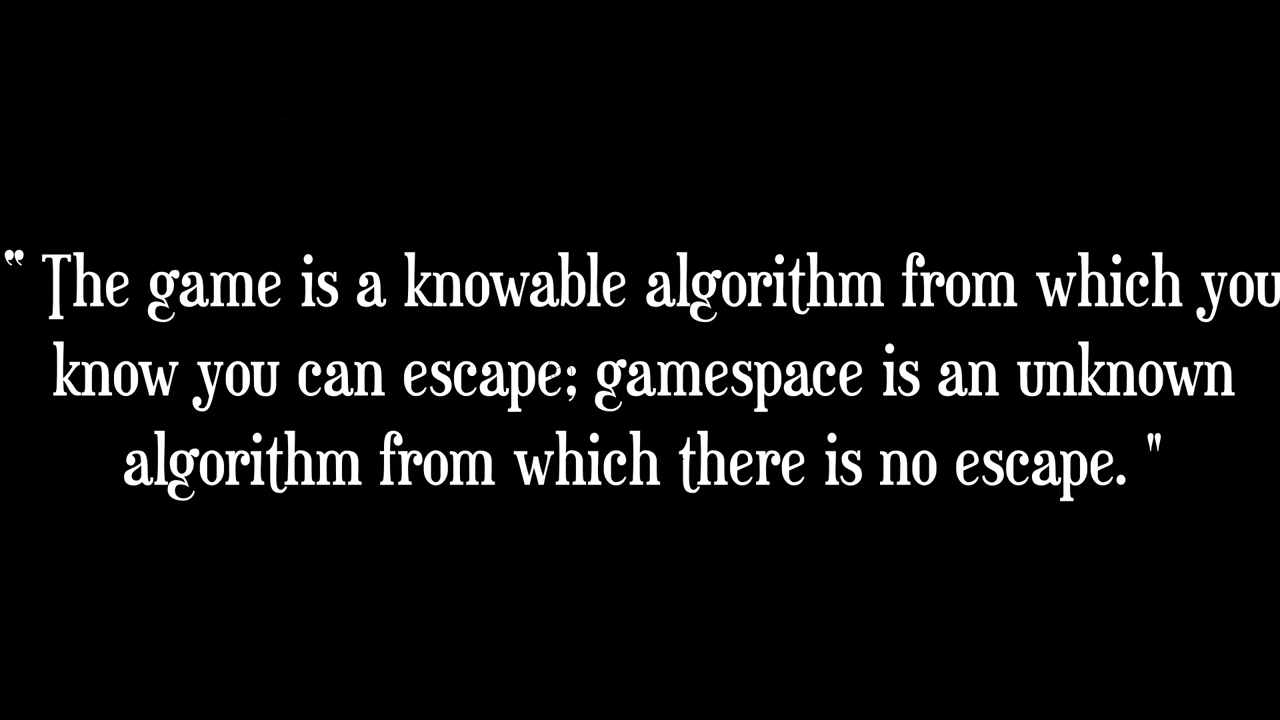 “ The game is a knowable algorithm from which you
know you can escape; gamespace is an unknown
algorithm from which there is no escape. "